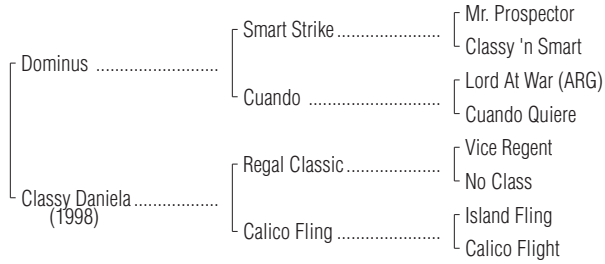 Mr. Prospector
Smart Strike ....................
Classy 'n Smart
Dominus ........................
Lord At War (ARG)
Cuando ..........................
Cuando Quiere
Vice Regent
Regal Classic ..................
No Class
Classy Daniela .................
(1998)
Island Fling
Calico Fling ....................
Calico Flight